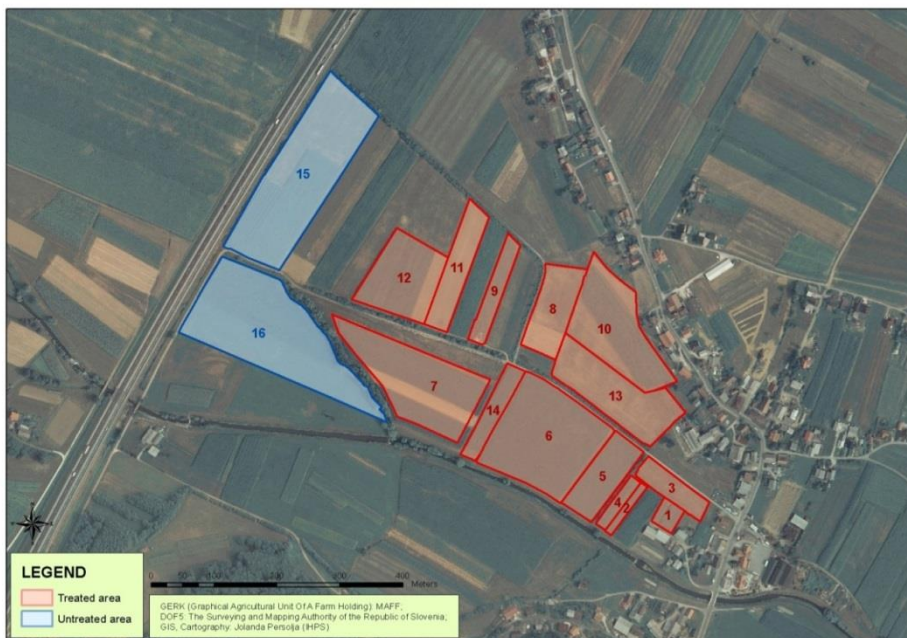 15
16
12
11
9
8
10
7
14
6
13
5
4
2
3
1
LEGEND
Treated area
Untreated area
0 50 100 200 300 400
Meters
GERK (Graphical Agricultural Unit Of A Farm Holding): MAFF;
DOF5: The Surveying and Mapping Authority of the Republic of Slovenia,
GIS, Cartography: Jolanda Persolja (IHPS)